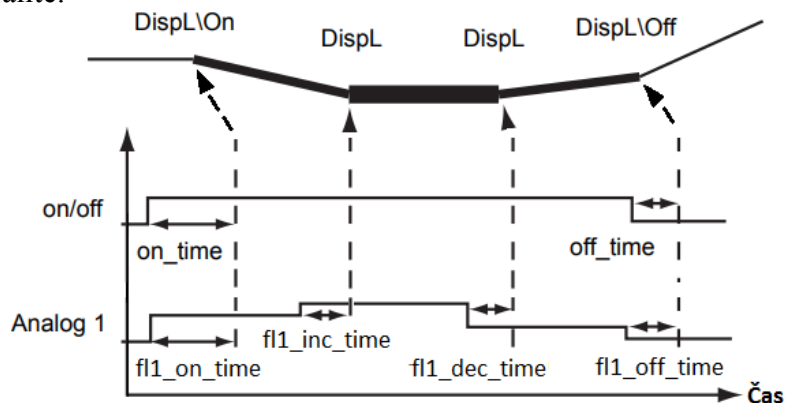 DispL\On
DispL
DispL
DispL\Off
on/off
on_time
off_time
Analog 1
fl1_on_time
fl1_inc_time
fl1_dec_time
fl1_off_time
Čas